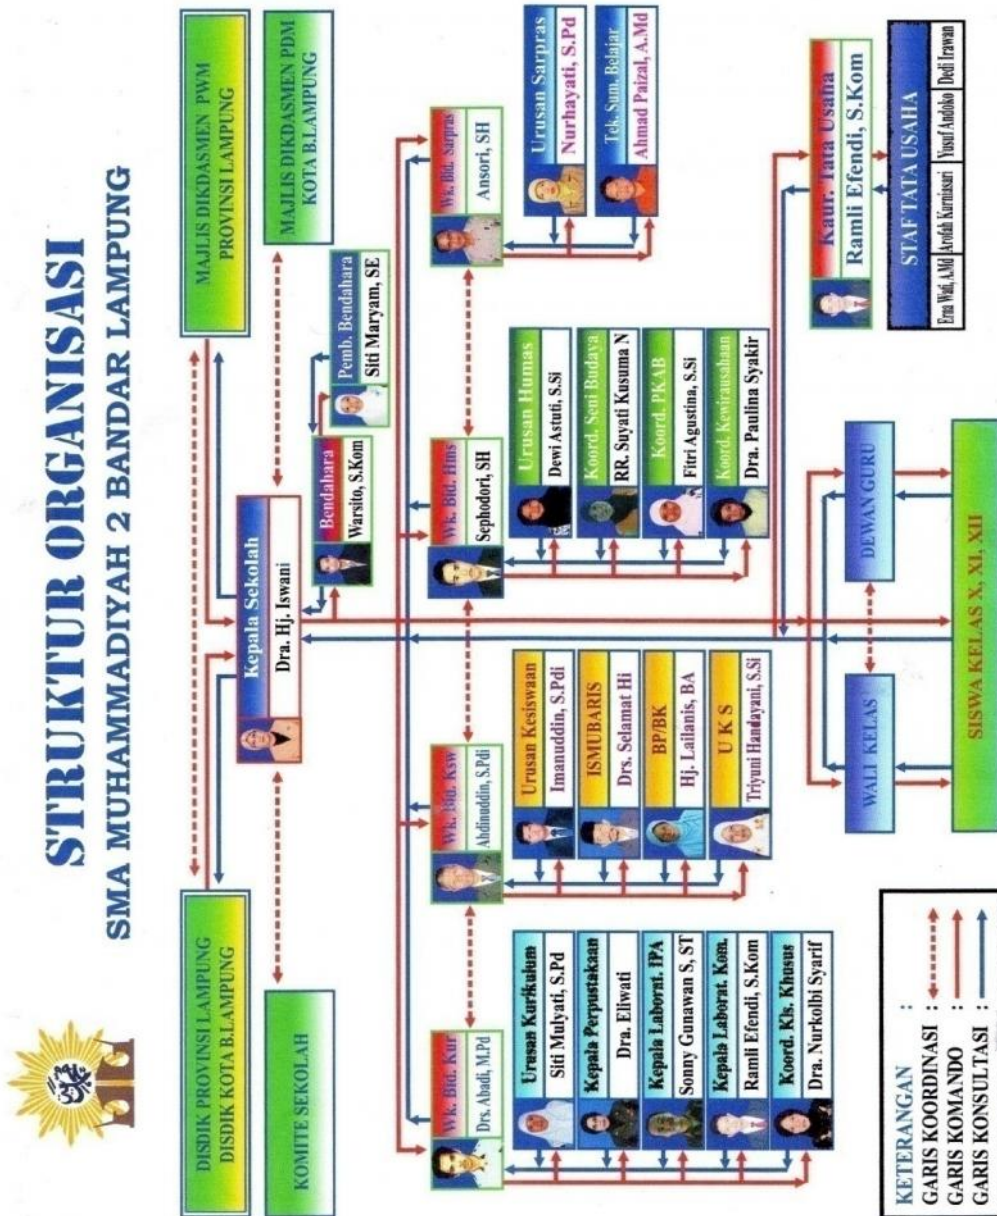 STRUKTUR ORGANISASI
SMA MUHAMMADIYAH 2 BANDAR LAMPUNG
DISDIK PROVINSI LAMPUNG
DISDIK KOTA B.LAMPUNG
MAJLIS DIKDASMEN PWM
PROVINSI LAMPUNG
KOMITE SEKOLAH
Kepala Sekolah
Dra. Hj. Iswani
MAJLIS DIKDASMEN PDM
KOTA B.LAMPUNG
Bendahara
Warsito, S.Kom
Pemb. Bendahara
Siti Maryam, SE
Wk. Bid. Kur
Drs. Abadi, M.Pd
Wk. Bid. Ksw
Ahdinuddin, S.Pdi
Wk. Bid. Hms
Sephodori, SH
Wk. Bid. Sarpras
Ansori, SH
Urusan Kurikulum
Siti Mulyati, S.Pd
Kepala Perpustakaan
Dra. Eliwati
Kepala Laborat. IPA
Sonny Gunawan S, ST
Kepala Laborat. Kom.
Ramli Efendi, S.Kom
Koord. Kls. Khusus
Dra. Nurkolbi Syarif
Urusan Kesiswaan
Imanuddin, S.Pdi
ISMUBARIS
Drs. Selamat Hi
BP/BK
Hj. Lailanis, BA
U K S
Triyuni Handayani, S.Si
Urusan Humas
Dewi Astuti, S.Si
Koord. Seni Budaya
RR. Suyati Kusuma N
Koord. PKAB
Fitri Agustina, S.Si
Koord. Kewirausahaan
Dra. Paulina Syakir
Urusan Sarpras
Nurhayati, S.Pd
Tek. Sum. Belajar
Ahmad Paizal, A.Md
Kaur. Tata Usaha
Ramli Efendi, S.Kom
STAF TATA USAHA
Erna Wati, A.Md Arofah Kurniasari Yusuf Andoko Dedi Irawan
WALI KELAS
DEWAN GURU
SISWA KELAS X, XI, XII
KETERANGAN :
GARIS KOORDINASI :
GARIS KOMANDO :
GARIS KONSULTASI :